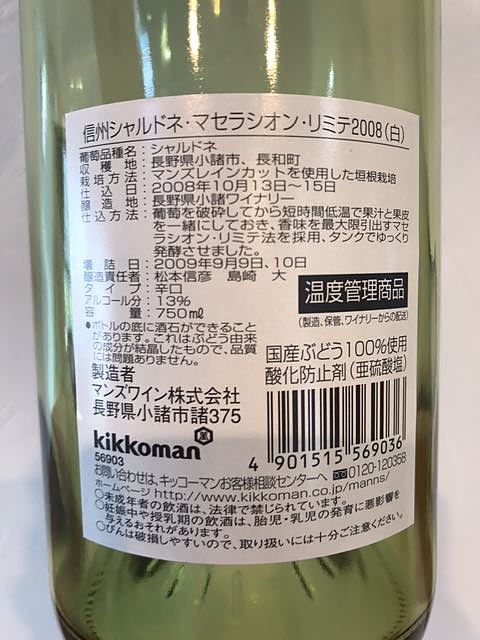 信州シャルドネ・マセラシオン・リミテ2008（白）
葡萄品種名：シャルドネ
収穫地：長野県小諸市、長和町
栽培方法：マンズレインカットを使用した垣根栽培
仕込日：2008年10月13日〜15日
醸造地：長野県小諸ワイナリー
仕込方法：葡萄を破砕してから短時間低温で果汁と果皮
を一緒にしておき、香味を最大限引出すマセ
ラシオン・リミテ法を採用、タンクでゆっくり
発酵させました。
壜詰日：2009年9月9日、10日
醸造責任者：松本信彦 島崎 大
タイプ：辛口
アルコール分：13%
容量：750ml
温度管理商品
（製造、保管、ワイナリーからの配送）
●ボトルの底に酒石ができること
があります。これはぶどう由来
の成分が結晶したもので、品質
には問題ありません。
国産ぶどう100%使用
酸化防止剤（亜硫酸塩）
製造者
マンズワイン株式会社
長野県小諸市諸375
kikkoman 萬
56903
4 901515 569036
お問い合わせは、キッコーマンお客様相談センターへ 0120-120358
ホームページ http://www.kikkoman.co.jp/manns/
○未成年者の飲酒は、法律で禁じられています。
○妊娠中や授乳期の飲酒は、胎児・乳児の発育に悪影響を
与えるおそれがあります。
○びんは破損しやすいので、取り扱いには十分ご注意ください。